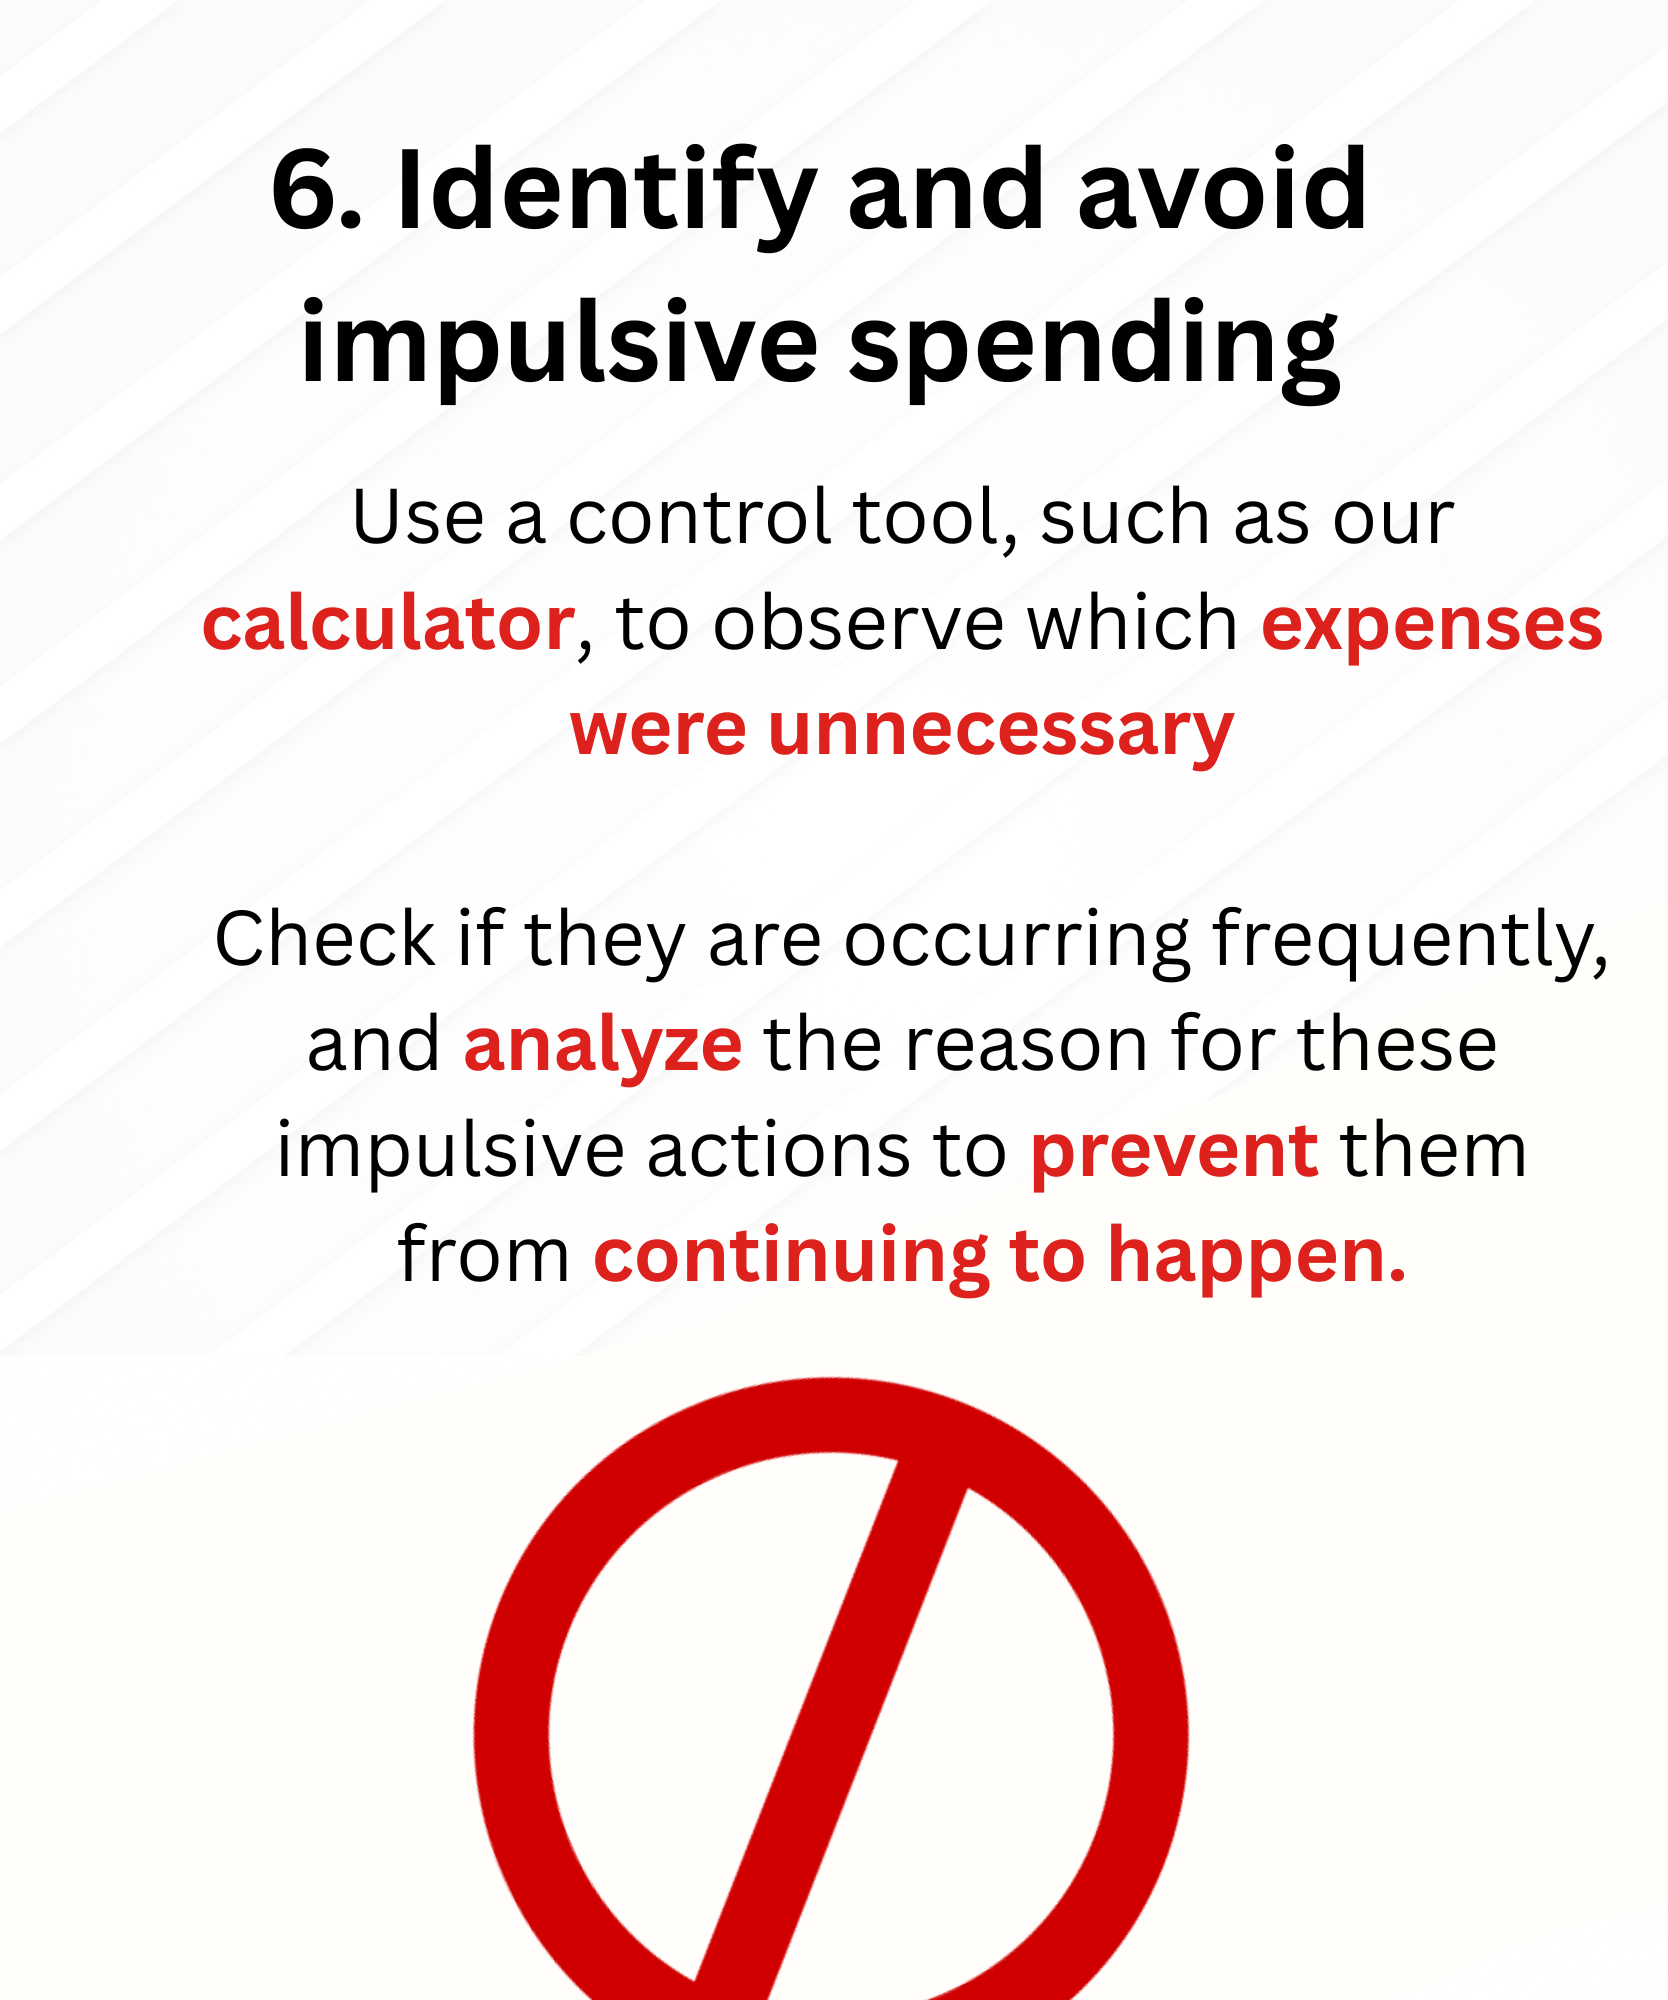 6. Identify and avoid
impulsive spending
Use a control tool, such as our
calculator, to observe which expenses
were unnecessary
Check if they are occurring frequently,
and analyze the reason for these
impulsive actions to prevent them
from continuing to happen.